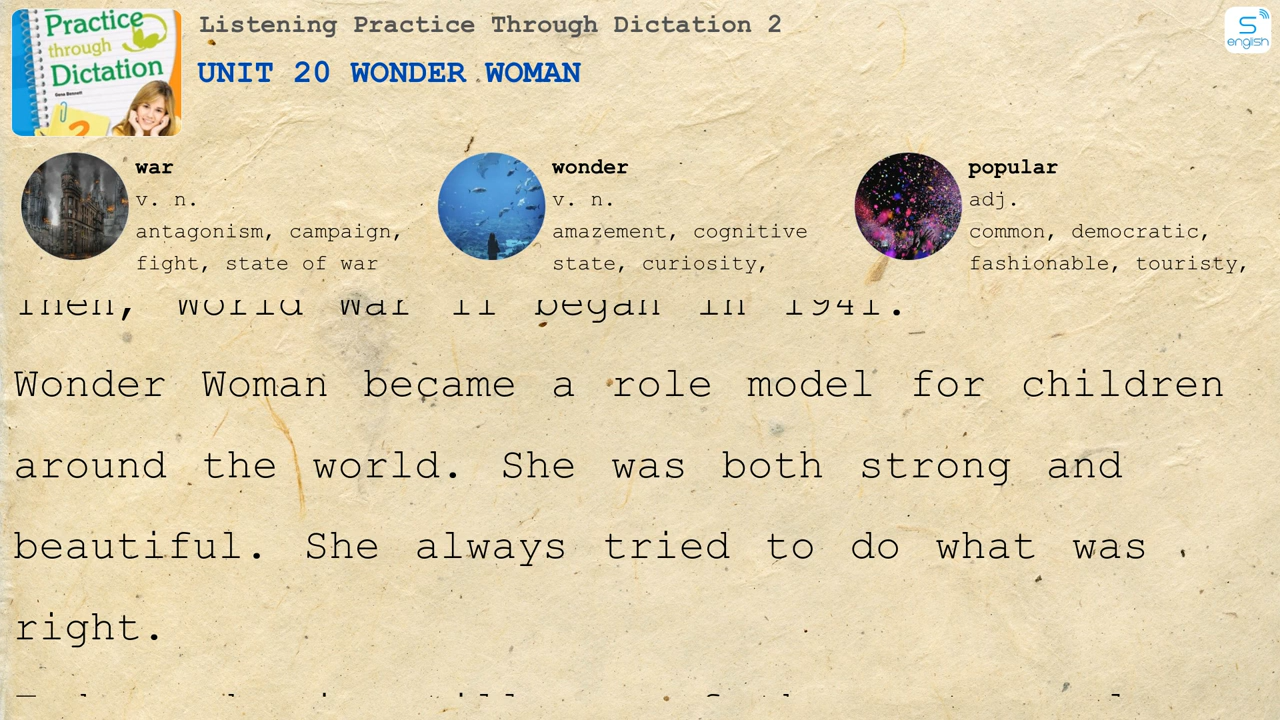 Practice
through
Dictation
2
Listening Practice Through Dictation 2
UNIT 20 WONDER WOMAN
S
english
war
v. n.
antagonism, campaign,
fight, state of war
wonder
v. n.
amazement, cognitive
state, curiosity,
popular
adj.
common, democratic,
fashionable, touristy,
Then, World War II began in 1941.
Wonder Woman became a role model for children
around the world. She was both strong and
beautiful. She always tried to do what was
right.